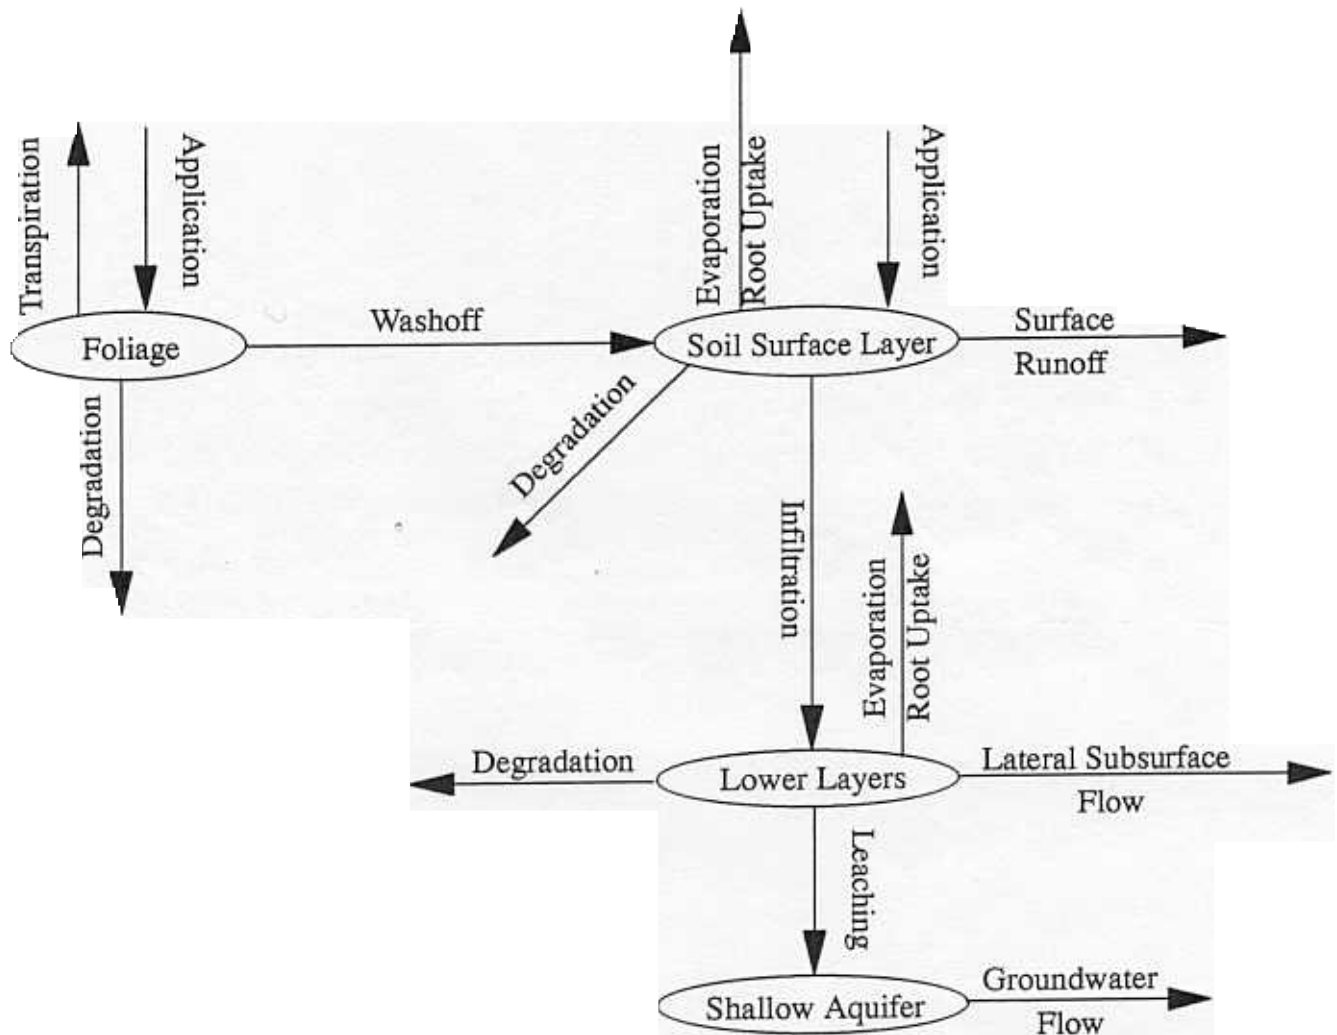 Transpiration
Application
Evaporation
Root Uptake
Application
Foliage
Washoff
Soil Surface Layer
Surface
Runoff
Degradation
Degradation
Infiltration
Evaporation
Root Uptake
Degradation
Lower Layers
Lateral Subsurface
Flow
Leaching
Shallow Aquifer
Groundwater
Flow